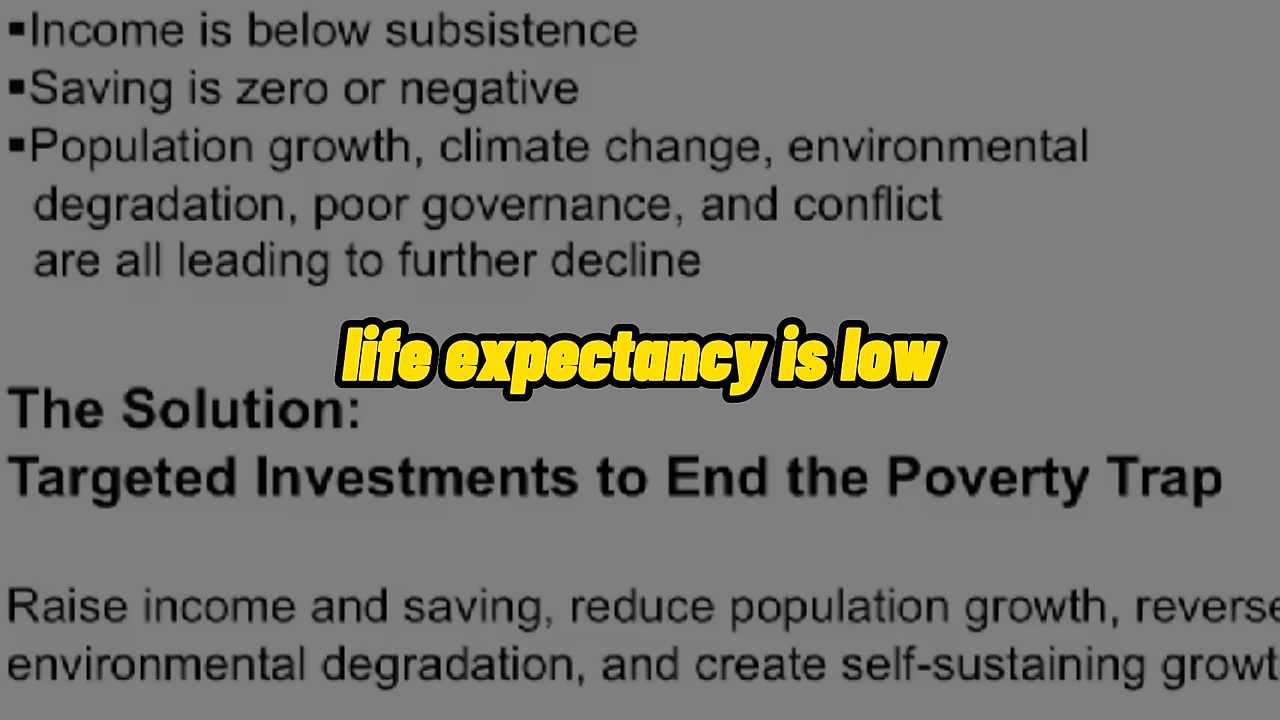 ▪Income is below subsistence
▪Saving is zero or negative
▪Population growth, climate change, environmental
degradation, poor governance, and conflict
are all leading to further decline
life expectancy is low
The Solution:
Targeted Investments to End the Poverty Trap
Raise income and saving, reduce population growth, reverse
environmental degradation, and create self-sustaining growt